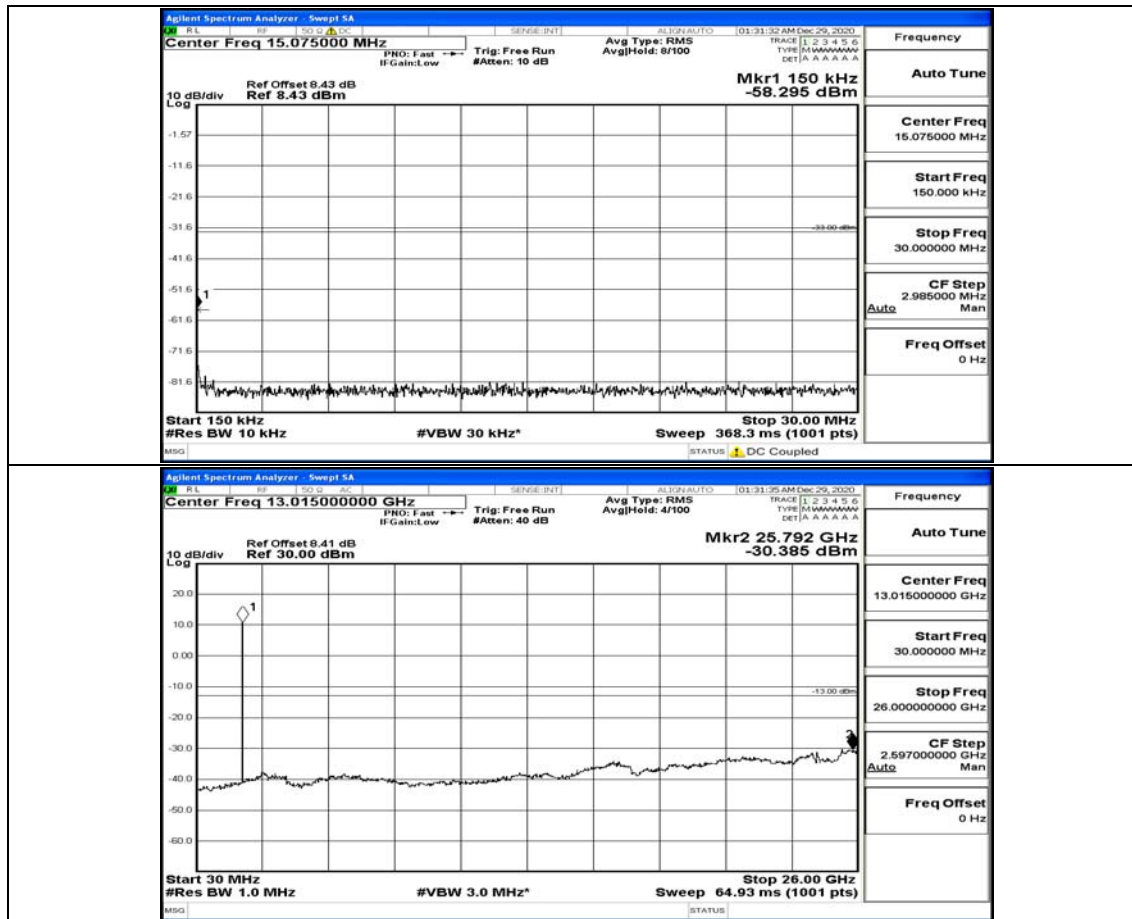 Agilent Spectrum Analyzer - Swept SA
RL RF 50 Ω DC SENSE:INT ALIGN AUTO 01:31:32 AM Dec 29, 2020
Center Freq 15.075000 MHz
PNO: Fast
IFGain:Low
Trig: Free Run
#Atten: 10 dB
Avg Type: RMS
Avg|Hold: 8/100
TRACE 1 2 3 4 5 6
TYPE M
DET A A A A A A
Frequency
Mkr1 150 kHz
-58.295 dBm
Ref Offset 8.43 dB
Ref 8.43 dBm
10 dB/div
Log
-1.57
-11.6
-21.6
-31.6
-41.6
-51.6
-61.6
-71.6
-81.6
-33.00 dBm
1
Start 150 kHz
Stop 30.00 MHz
#Res BW 10 kHz
#VBW 30 kHz*
Sweep 368.3 ms (1001 pts)
MSG
STATUS DC Coupled
Auto Tune
Center Freq
15.075000 MHz
Start Freq
150.000 kHz
Stop Freq
30.000000 MHz
CF Step
2.985000 MHz
Auto Man
Freq Offset
0 Hz
Agilent Spectrum Analyzer - Swept SA
RL RF 50 Ω AC SENSE:INT ALIGN AUTO 01:31:35 AM Dec 29, 2020
Center Freq 13.015000000 GHz
PNO: Fast
IFGain:Low
Trig: Free Run
#Atten: 40 dB
Avg Type: RMS
Avg|Hold: 4/100
TRACE 1 2 3 4 5 6
TYPE M
DET A A A A A A
Frequency
Mkr2 25.792 GHz
-30.385 dBm
Ref Offset 8.41 dB
Ref 30.00 dBm
10 dB/div
Log
20.0
10.0
0.00
-10.0
-20.0
-30.0
-40.0
-50.0
-60.0
-13.00 dBm
1
2
Start 30 MHz
Stop 26.00 GHz
#Res BW 1.0 MHz
#VBW 3.0 MHz*
Sweep 64.93 ms (1001 pts)
MSG
STATUS
Auto Tune
Center Freq
13.015000000 GHz
Start Freq
30.000000 MHz
Stop Freq
26.000000000 GHz
CF Step
2.597000000 GHz
Auto Man
Freq Offset
0 Hz